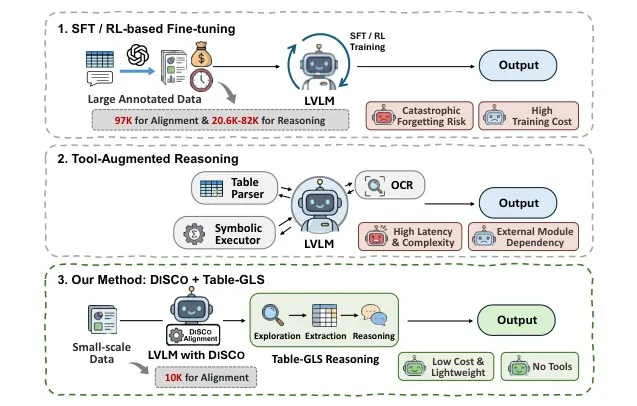 1. SFT / RL-based Fine-tuning
SFT / RL
Training
Large Annotated Data
LVLM
Output
97K for Alignment & 20.6K-82K for Reasoning
Catastrophic
Forgetting Risk
High
Training Cost
2. Tool-Augmented Reasoning
Table
Parser
OCR
Symbolic
Executor
LVLM
Output
High Latency
& Complexity
External Module
Dependency
3. Our Method: DISCO + Table-GLS
DISCO
Alignment
Small-scale
Data
LVLM with DISCO
Exploration
Extraction
Reasoning
Table-GLS Reasoning
Output
10K for Alignment
Low Cost &
Lightweight
No Tools